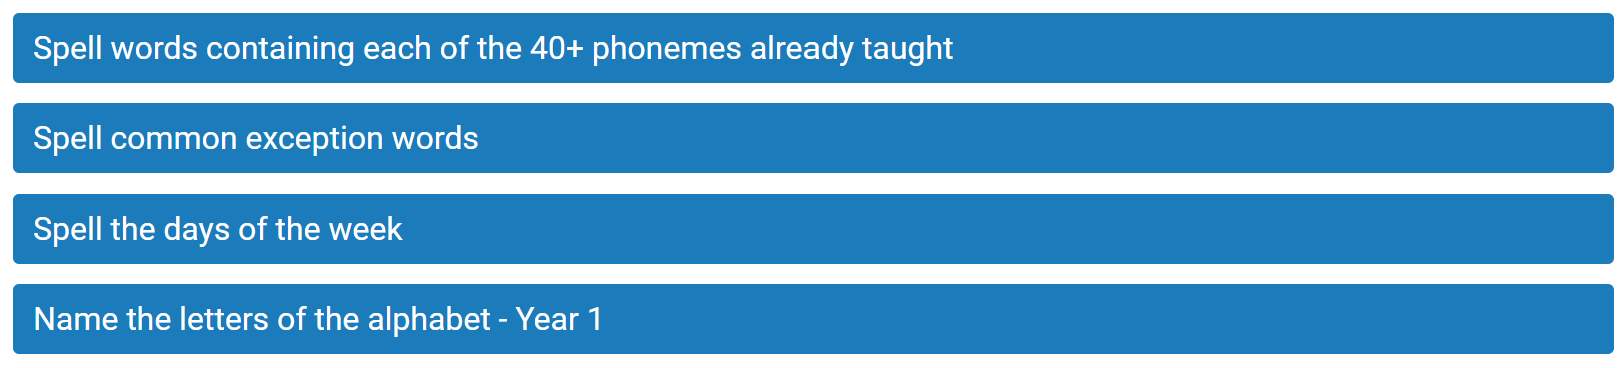 Spell words containing each of the 40+ phonemes already taught
Spell common exception words
Spell the days of the week
Name the letters of the alphabet - Year 1